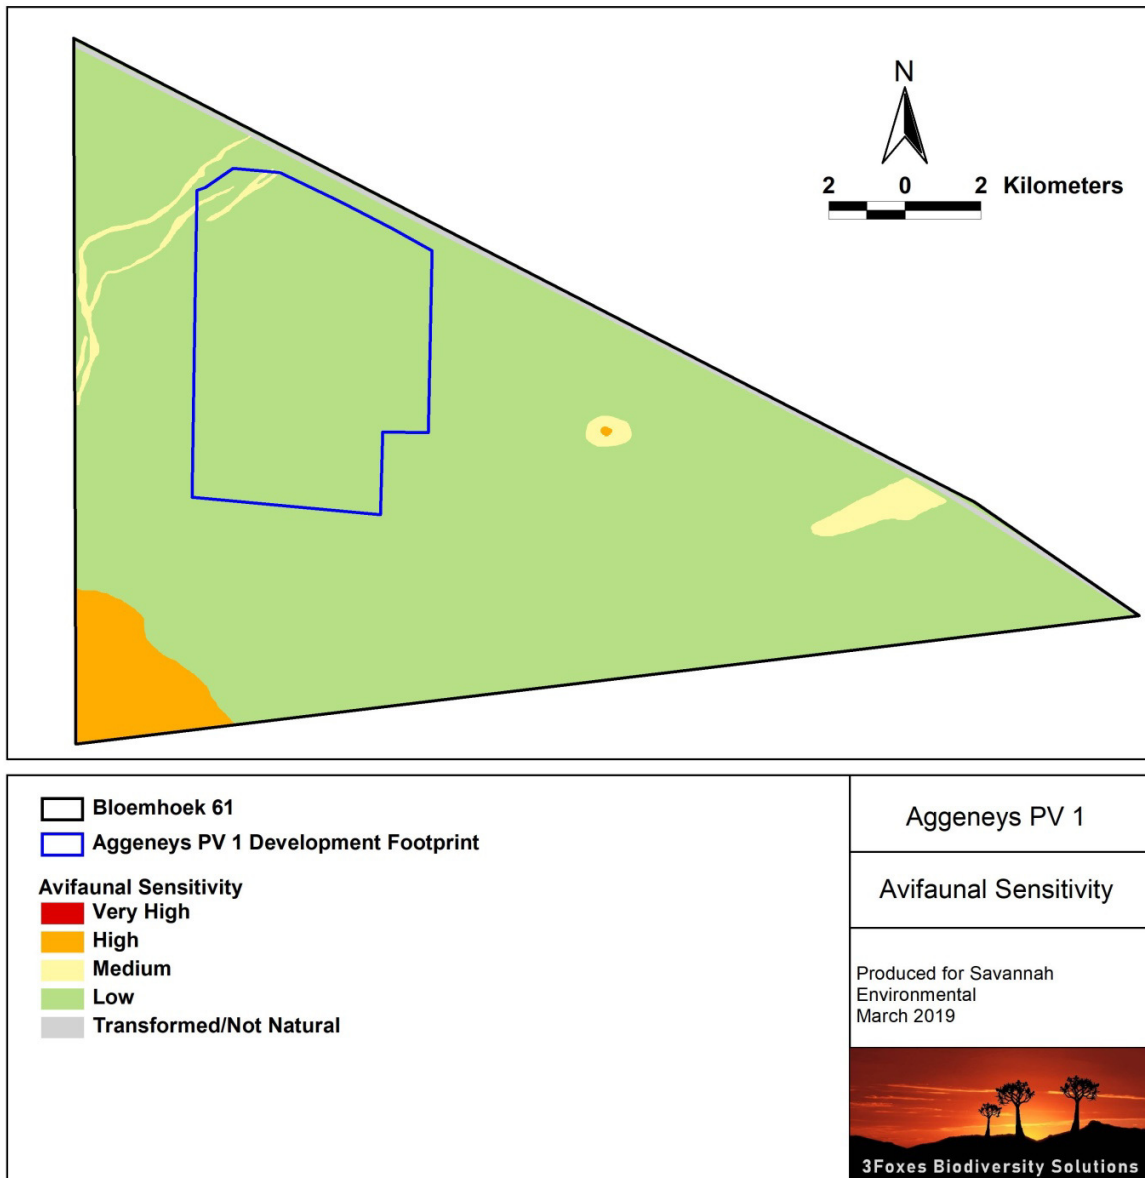 N
2 0 2 Kilometers
Bloemhoek 61
Aggeneys PV 1 Development Footprint
Avifaunal Sensitivity
Very High
High
Medium
Low
Transformed/Not Natural
Aggeneys PV 1
Avifaunal Sensitivity
Produced for Savannah
Environmental
March 2019
3Foxes Biodiversity Solutions